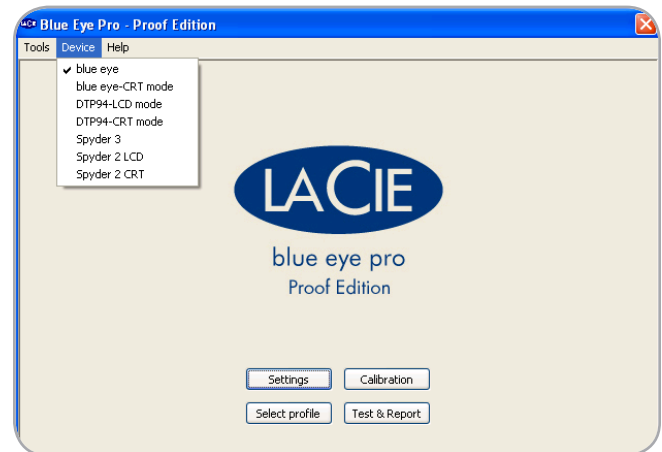 LACIE Blue Eye Pro - Proof Edition
Tools Device Help
✔ blue eye
blue eye-CRT mode
DTP94-LCD mode
DTP94-CRT mode
Spyder 3
Spyder 2 LCD
Spyder 2 CRT
LACIE
blue eye pro
Proof Edition
Settings Calibration
Select profile Test & Report